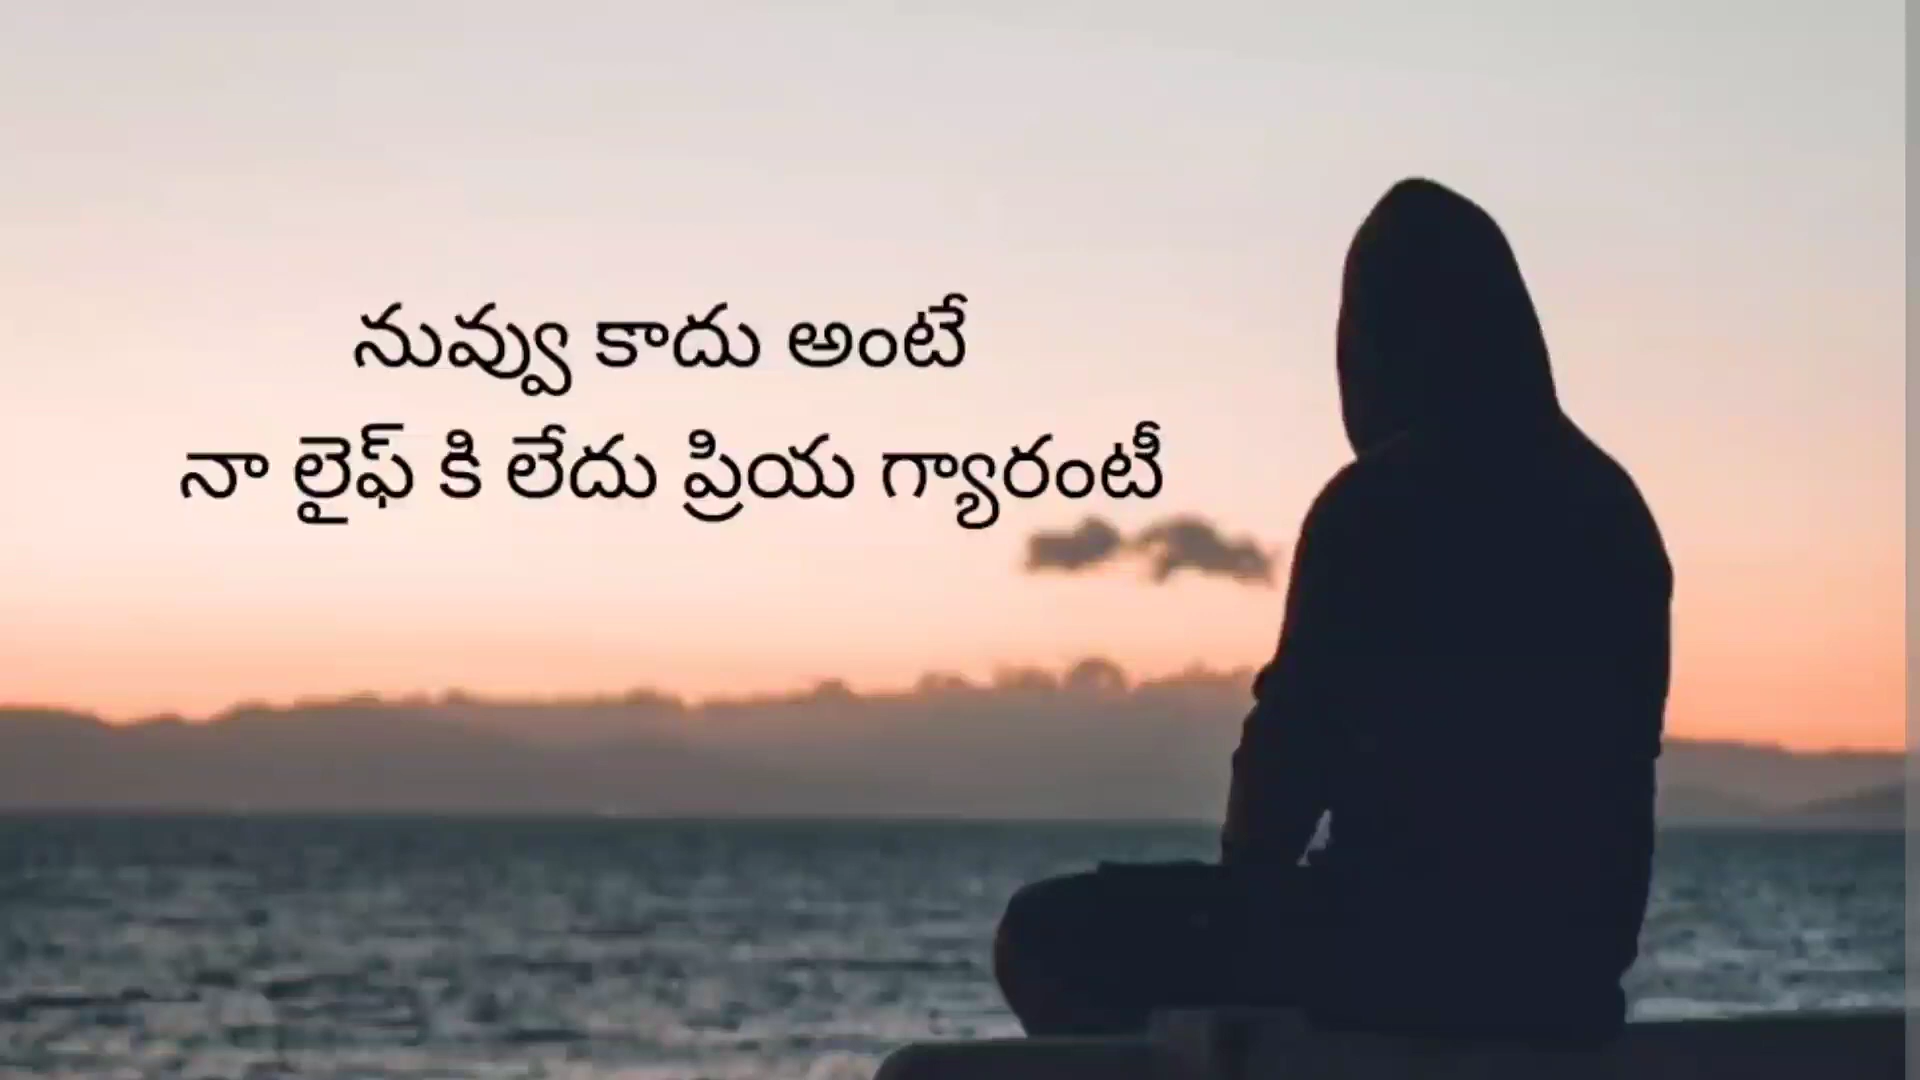 నువ్వు కాదు అంటే
నా లైఫ్ కి లేదు ప్రియ గ్యారంటీ